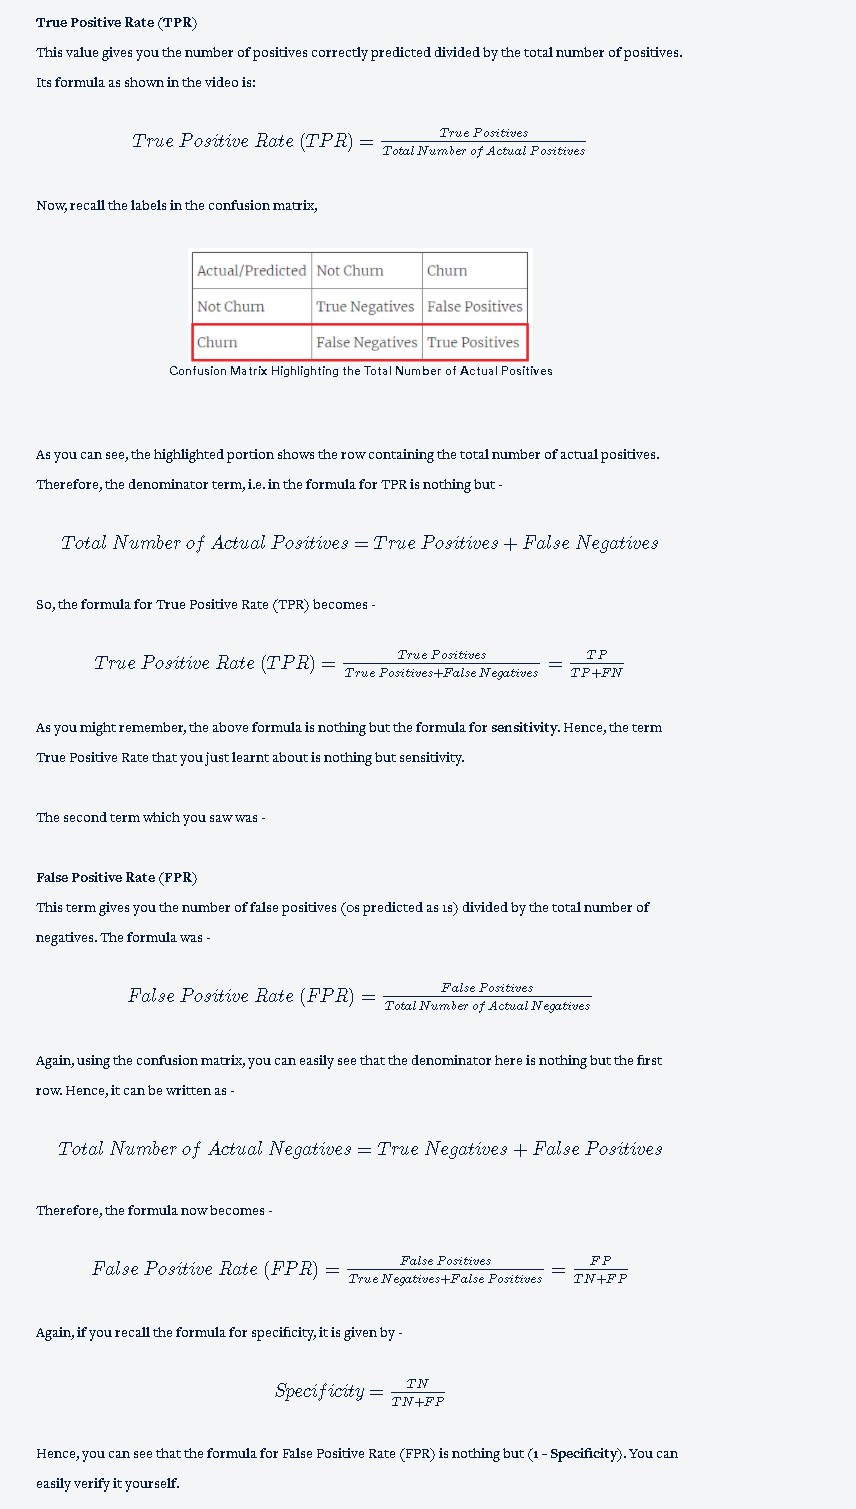 True Positive Rate (TPR)
This value gives you the number of positives correctly predicted divided by the total number of positives.
Its formula as shown in the video is:
True Positive Rate (TPR) = True Positives / Total Number of Actual Positives
Now, recall the labels in the confusion matrix,
Actual/Predicted Not Churn Churn
Not Churn True Negatives False Positives
Churn False Negatives True Positives
Confusion Matrix Highlighting the Total Number of Actual Positives
As you can see, the highlighted portion shows the row containing the total number of actual positives.
Therefore, the denominator term, i.e. in the formula for TPR is nothing but -
Total Number of Actual Positives = True Positives + False Negatives
So, the formula for True Positive Rate (TPR) becomes -
True Positive Rate (TPR) = True Positives / True Positives+False Negatives = TP / TP+FN
As you might remember, the above formula is nothing but the formula for sensitivity. Hence, the term
True Positive Rate that you just learnt about is nothing but sensitivity.
The second term which you saw was -
False Positive Rate (FPR)
This term gives you the number of false positives (0s predicted as 1s) divided by the total number of
negatives. The formula was -
False Positive Rate (FPR) = False Positives / Total Number of Actual Negatives
Again, using the confusion matrix, you can easily see that the denominator here is nothing but the first
row. Hence, it can be written as -
Total Number of Actual Negatives = True Negatives + False Positives
Therefore, the formula now becomes -
False Positive Rate (FPR) = False Positives / True Negatives+False Positives = FP / TN+FP
Again, if you recall the formula for specificity, it is given by -
Specificity = TN / TN+FP
Hence, you can see that the formula for False Positive Rate (FPR) is nothing but (1 - Specificity). You can
easily verify it yourself.